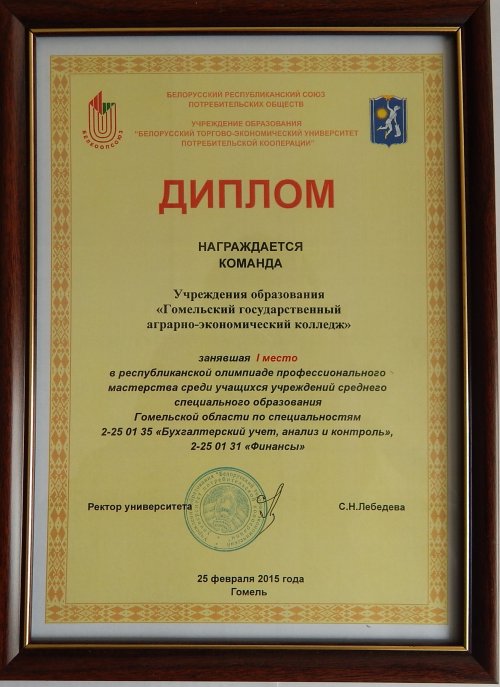 БЕЛОРУССКИЙ РЕСПУБЛИКАНСКИЙ СОЮЗ
ПОТРЕБИТЕЛЬСКИХ ОБЩЕСТВ
УЧРЕЖДЕНИЕ ОБРАЗОВАНИЯ
"БЕЛОРУССКИЙ ТОРГОВО-ЭКОНОМИЧЕСКИЙ УНИВЕРСИТЕТ
ПОТРЕБИТЕЛЬСКОЙ КООПЕРАЦИИ"
БЕЛКООПСОЮЗ
ДИПЛОМ
НАГРАЖДАЕТСЯ
КОМАНДА
Учреждения образования
«Гомельский государственный
аграрно-экономический колледж»
занявшая I место
в республиканской олимпиаде профессионального
мастерства среди учащихся учреждений среднего
специального образования
Гомельской области по специальностям
2-25 01 35 «Бухгалтерский учет, анализ и контроль»,
2-25 01 31 «Финансы»
Ректор университета С.Н.Лебедева
25 февраля 2015 года
Гомель